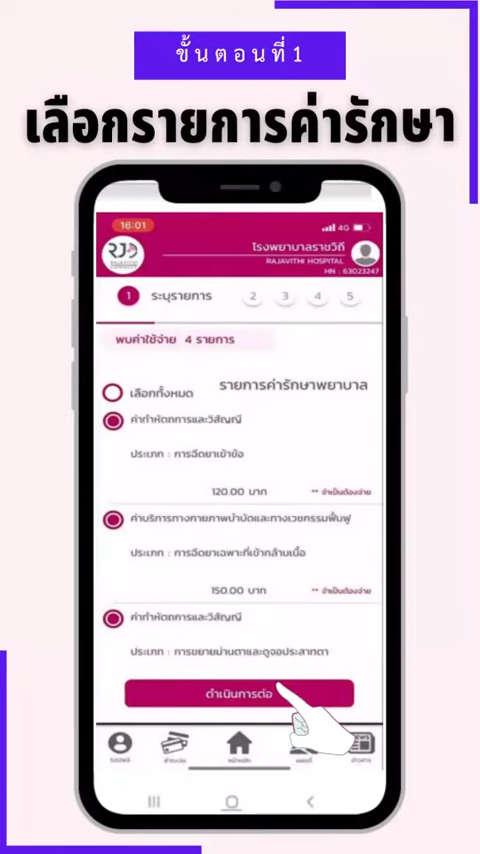 ขั้นตอนที่ 1
เลือกรายการค่ารักษา
16:01
4G
RJ
โรงพยาบาลราชวิถี
RAJAVITHI HOSPITAL
HN : 63023247
1 ระบุรายการ 2 3 4 5
พบค่าใช้จ่าย 4 รายการ
เลือกทั้งหมด รายการค่ารักษาพยาบาล
ค่าทำหัตถการและวิสัญญี
ประเภท : การฉีดยาเข้าข้อ
120.00 บาท ** จำเป็นต้องจ่าย
ค่าบริการทางกายภาพบำบัดและทางเวชกรรมฟื้นฟู
ประเภท : การฉีดยาเฉพาะที่เข้ากล้ามเนื้อ
150.00 บาท ** จำเป็นต้องจ่าย
ค่าทำหัตถการและวิสัญญี
ประเภท : การขยายม่านตาและดูจอประสาทตา
ดำเนินการต่อ
หน้าหลัก ข่าวสาร